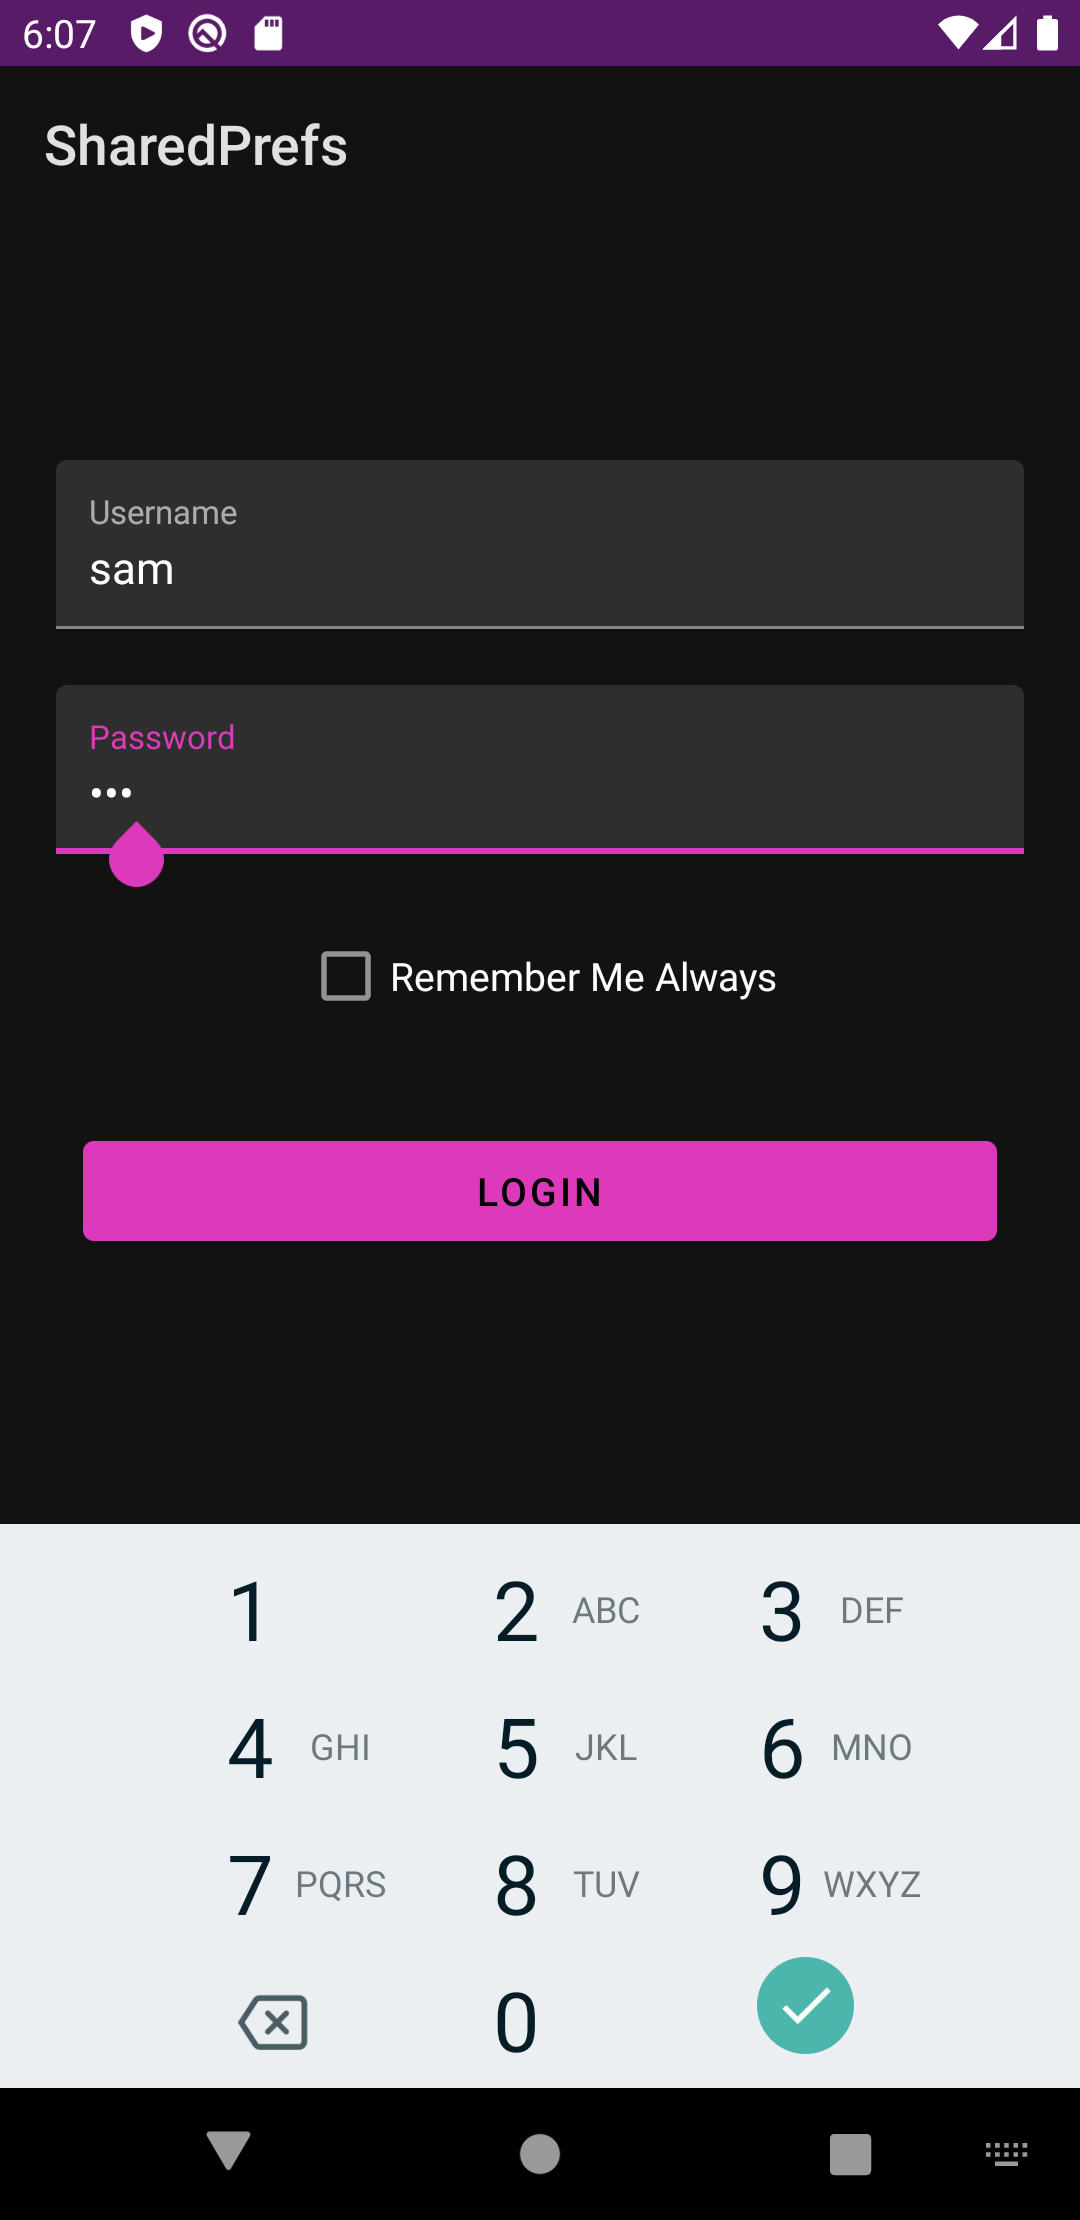 6:07
SharedPrefs
Username
sam
Password
•••
Remember Me Always
LOGIN
1 2 ABC 3 DEF
4 GHI 5 JKL 6 MNO
7 PQRS 8 TUV 9 WXYZ
0